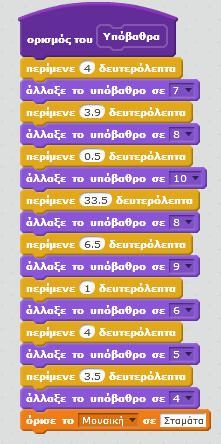 ορισμός του Υπόβαθρα
περίμενε 4 δευτερόλεπτα
άλλαξε το υπόβαθρο σε 7
περίμενε 3.9 δευτερόλεπτα
άλλαξε το υπόβαθρο σε 8
περίμενε 0.5 δευτερόλεπτα
άλλαξε το υπόβαθρο σε 10
περίμενε 33.5 δευτερόλεπτα
άλλαξε το υπόβαθρο σε 8
περίμενε 6.5 δευτερόλεπτα
άλλαξε το υπόβαθρο σε 9
περίμενε 1 δευτερόλεπτα
άλλαξε το υπόβαθρο σε 6
περίμενε 4 δευτερόλεπτα
άλλαξε το υπόβαθρο σε 5
περίμενε 3.5 δευτερόλεπτα
άλλαξε το υπόβαθρο σε 4
όρισε το Μουσική σε Σταμάτα